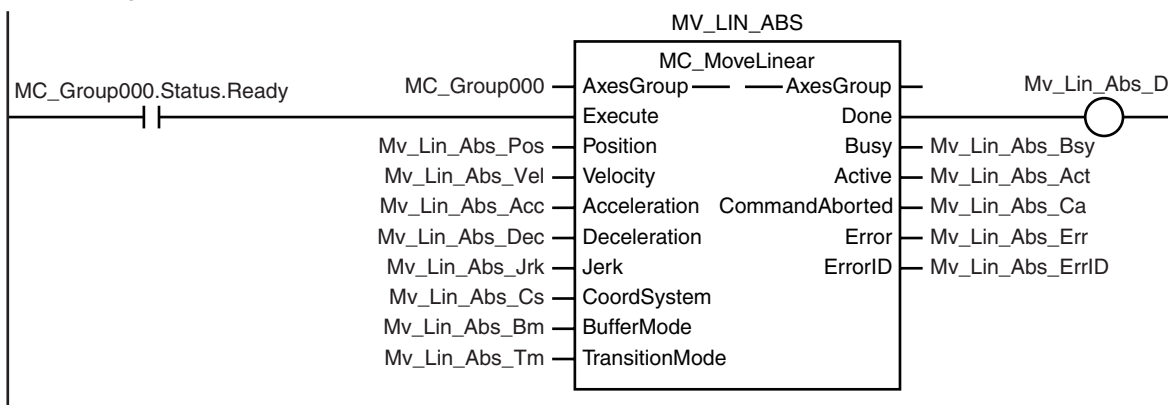 MV_LIN_ABS
MC_MoveLinear
MC_Group000.Status.Ready
MC_Group000 AxesGroup AxesGroup Mv_Lin_Abs_D
Execute Done
Mv_Lin_Abs_Pos Position Busy Mv_Lin_Abs_Bsy
Mv_Lin_Abs_Vel Velocity Active Mv_Lin_Abs_Act
Mv_Lin_Abs_Acc Acceleration CommandAborted Mv_Lin_Abs_Ca
Mv_Lin_Abs_Dec Deceleration Error Mv_Lin_Abs_Err
Mv_Lin_Abs_Jrk Jerk ErrorID Mv_Lin_Abs_ErrID
Mv_Lin_Abs_Cs CoordSystem
Mv_Lin_Abs_Bm BufferMode
Mv_Lin_Abs_Tm TransitionMode